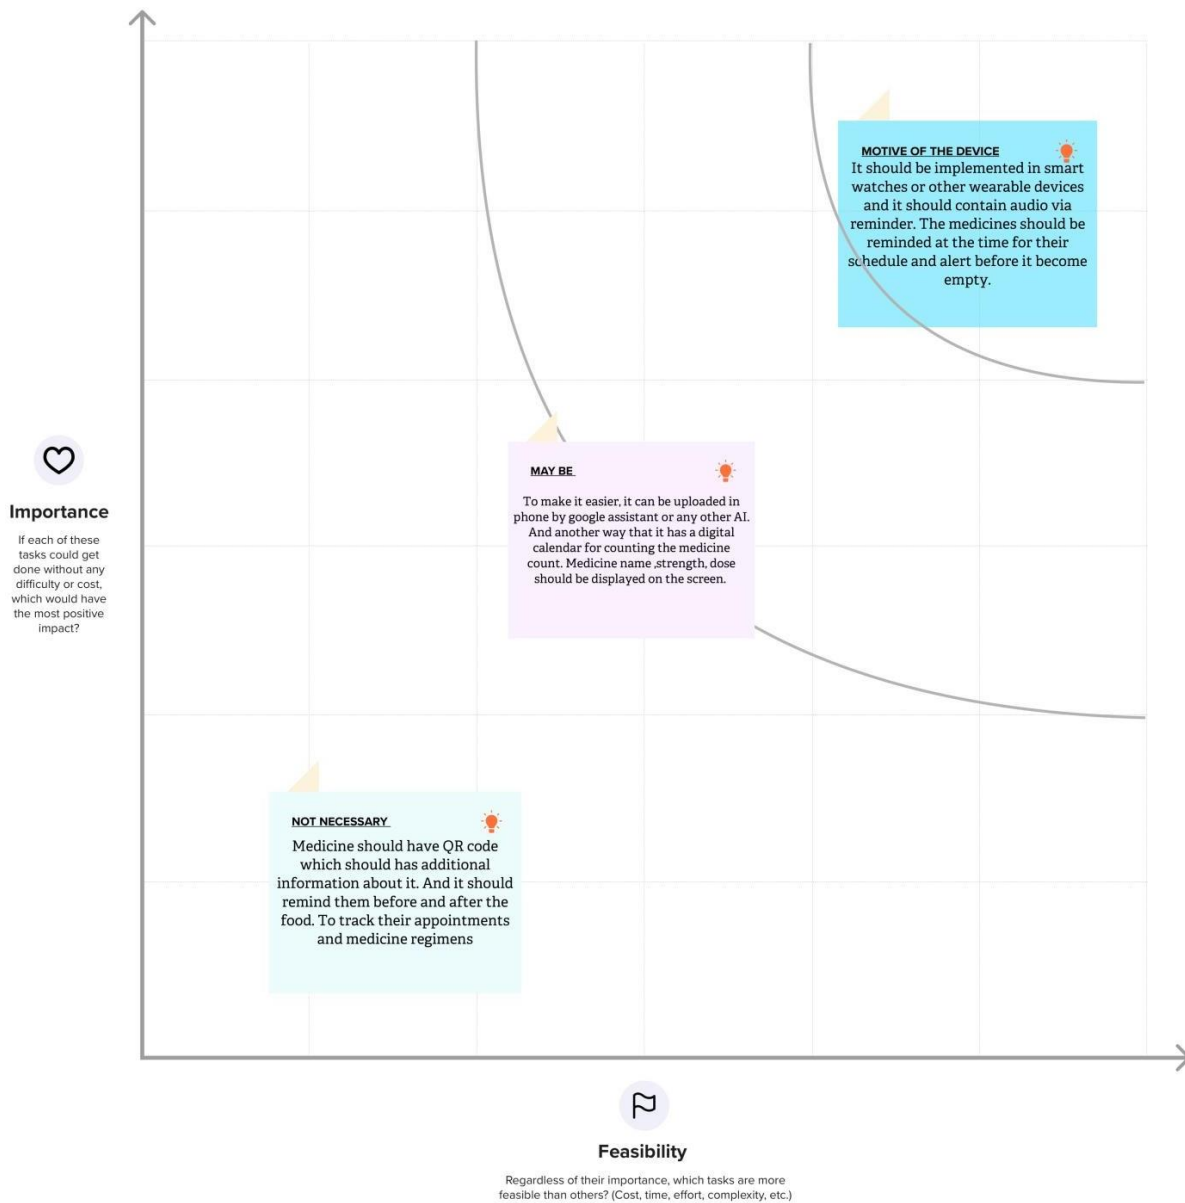 MOTIVE OF THE DEVICE
It should be implemented in smart
watches or other wearable devices
and it should contain audio via
reminder. The medicines should be
reminded at the time for their
schedule and alert before it become
empty.
MAY BE
To make it easier, it can be uploaded in
phone by google assistant or any other AI.
And another way that it has a digital
calendar for counting the medicine
count. Medicine name ,strength, dose
should be displayed on the screen.
Importance
If each of these
tasks could get
done without any
difficulty or cost,
which would have
the most positive
impact?
NOT NECESSARY
Medicine should have QR code
which should has additional
information about it. And it should
remind them before and after the
food. To track their appointments
and medicine regimens
Feasibility
Regardless of their importance, which tasks are more
feasible than others? (Cost, time, effort, complexity, etc.)